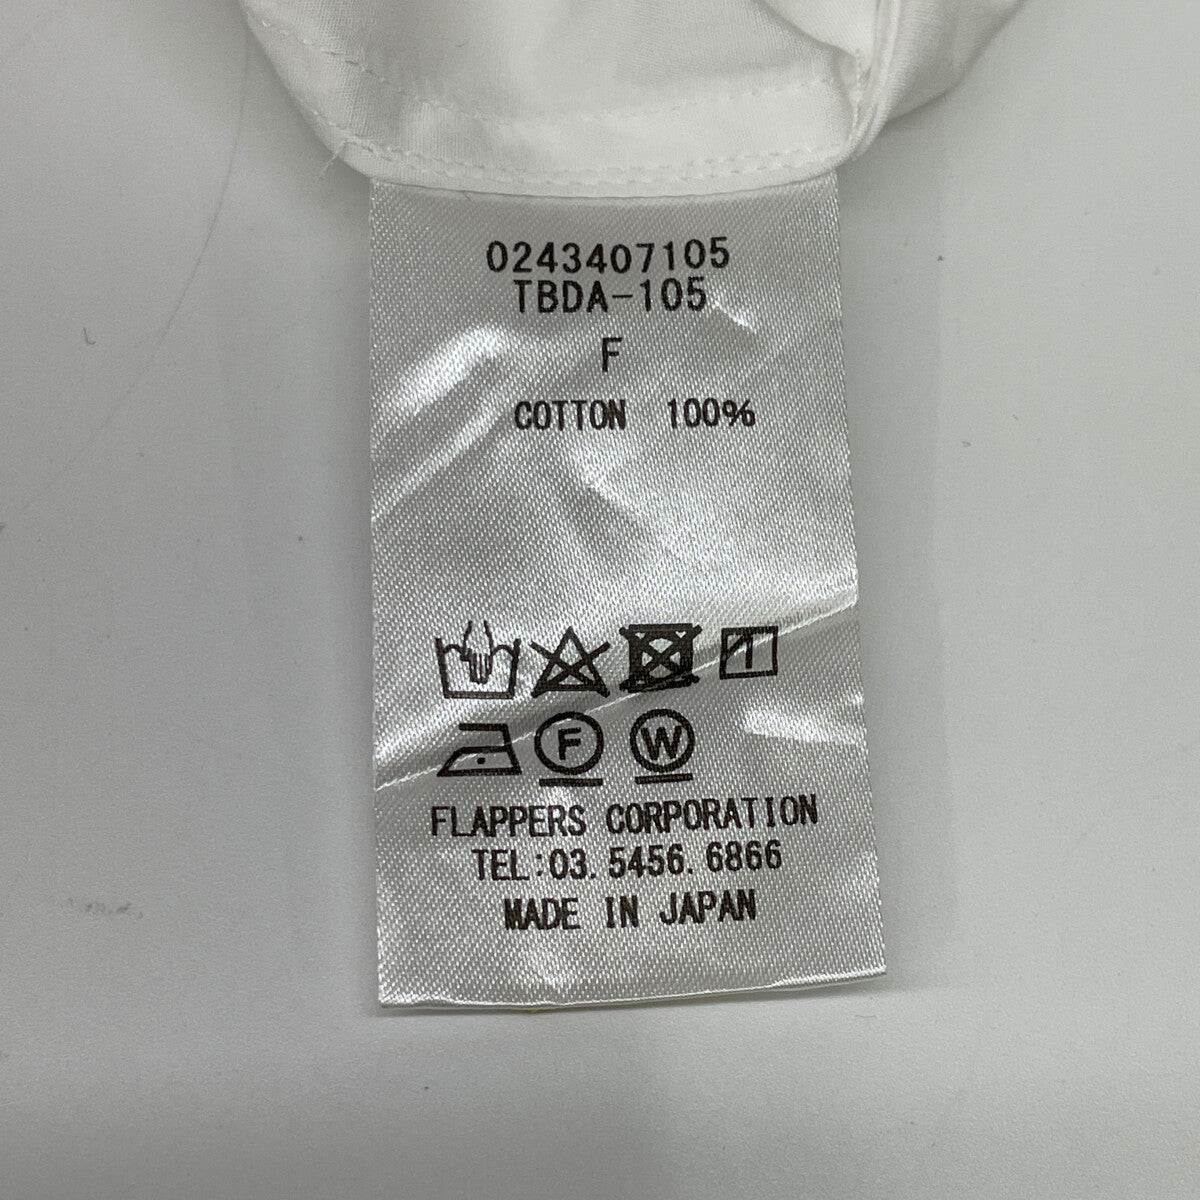 0243407105
TBDA-105
F
COTTON 100%
F W
FLAPPERS CORPORATION
TEL:03. 5456. 6866
MADE IN JAPAN